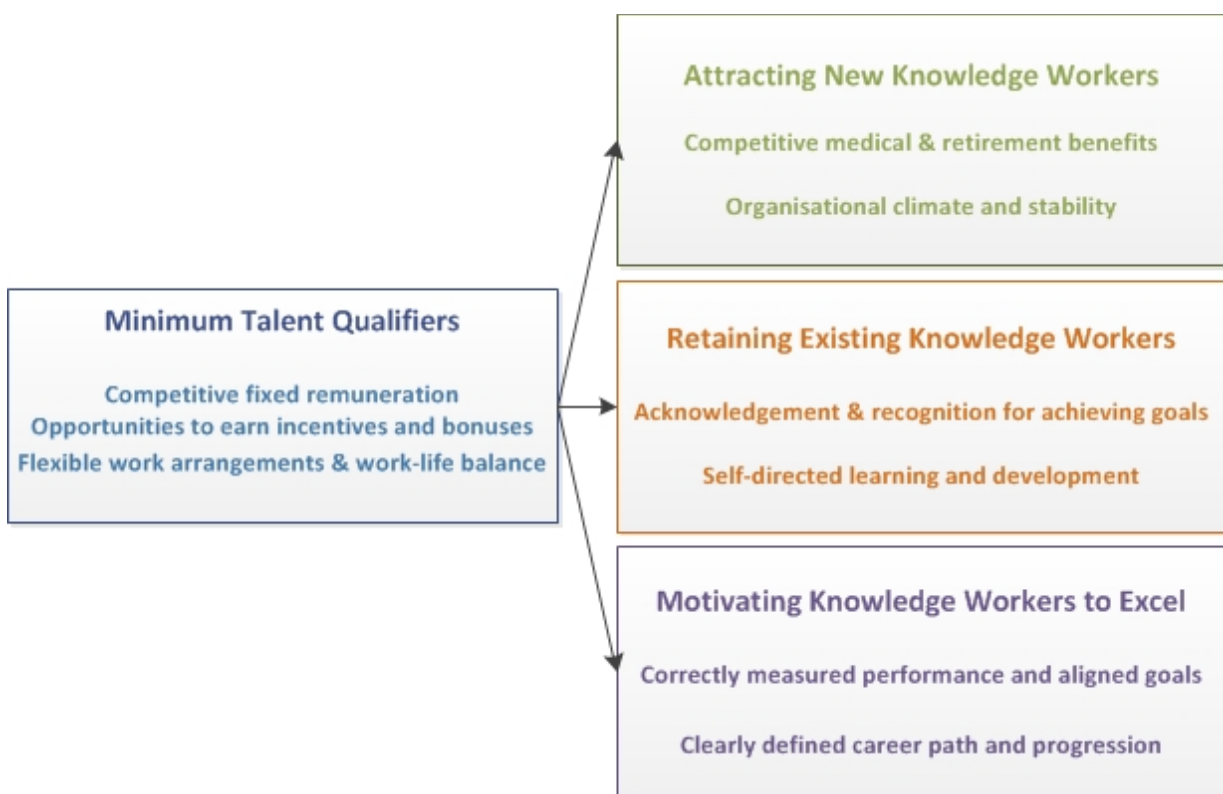 Minimum Talent Qualifiers
Competitive fixed remuneration
Opportunities to earn incentives and bonuses
Flexible work arrangements & work-life balance
Attracting New Knowledge Workers
Competitive medical & retirement benefits
Organisational climate and stability
Retaining Existing Knowledge Workers
Acknowledgement & recognition for achieving goals
Self-directed learning and development
Motivating Knowledge Workers to Excel
Correctly measured performance and aligned goals
Clearly defined career path and progression